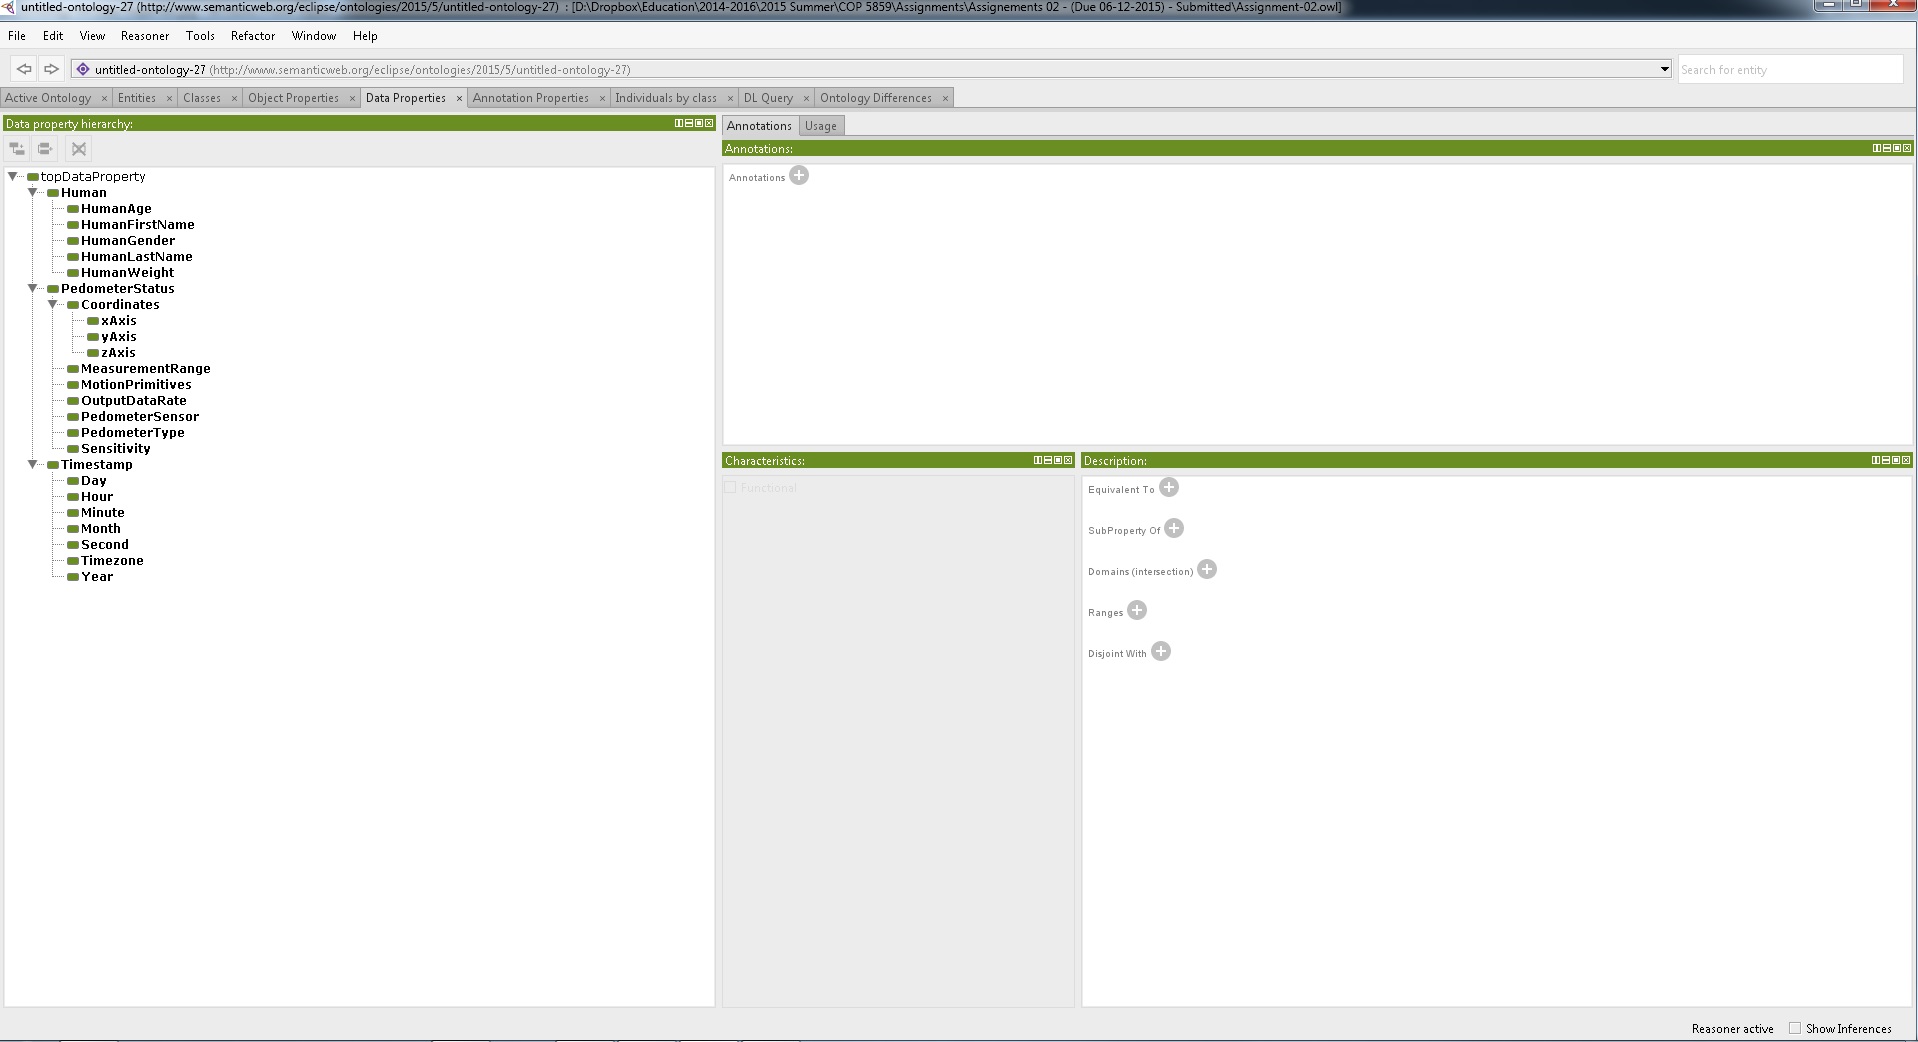 untitled-ontology-27 (http://www.semanticweb.org/eclipse/ontologies/2015/5/untitled-ontology-27) : [D:\Dropbox\Education\2014-2016\2015 Summer\COP 5859\Assignments\Assignements 02 - (Due 06-12-2015) - Submitted\Assignment-02.owl]
File Edit View Reasoner Tools Refactor Window Help
untitled-ontology-27 (http://www.semanticweb.org/eclipse/ontologies/2015/5/untitled-ontology-27) Search for entity
Active Ontology × Entities × Classes × Object Properties × Data Properties × Annotation Properties × Individuals by class × DL Query × Ontology Differences ×
Data property hierarchy:
topDataProperty
Human
HumanAge
HumanFirstName
HumanGender
HumanLastName
HumanWeight
PedometerStatus
Coordinates
xAxis
yAxis
zAxis
MeasurementRange
MotionPrimitives
OutputDataRate
PedometerSensor
PedometerType
Sensitivity
Timestamp
Day
Hour
Minute
Month
Second
Timezone
Year
Annotations Usage
Annotations:
Annotations
Characteristics:
Functional
Description:
Equivalent To
SubProperty Of
Domains (intersection)
Ranges
Disjoint With
Reasoner active Show Inferences